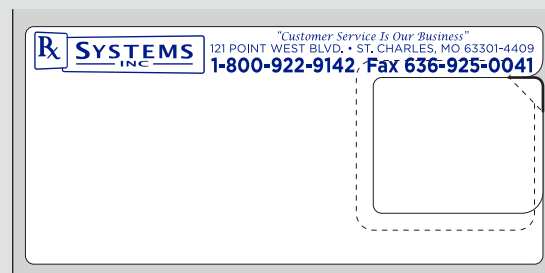 Rx SYSTEMS
INC
"Customer Service Is Our Business"
121 POINT WEST BLVD. • ST. CHARLES, MO 63301-4409
1-800-922-9142 Fax 636-925-0041